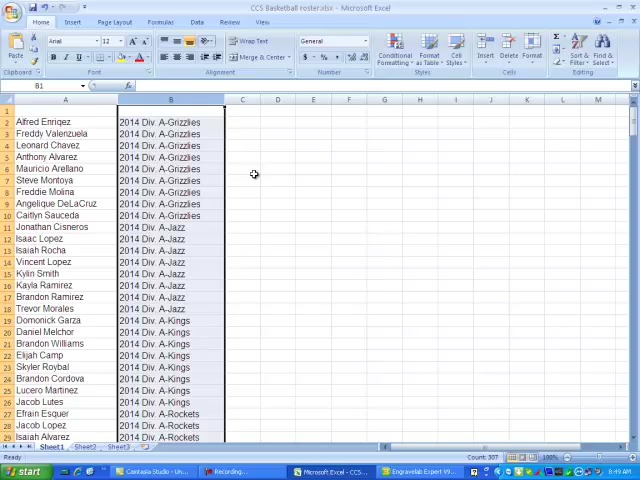 CCS Basketball roster.xlsx - Microsoft Excel
Home Insert Page Layout Formulas Data Review View
Arial 12 A A Wrap Text General Σ
Paste B I U A Merge & Center $ % , Conditional Formatting Format as Table Cell Styles Insert Delete Format Sort & Filter Find & Select
Clipboard Font Alignment Number Styles Cells Editing
B1 fx
A B C D E F G H I J K L M
1
2 Alfred Enriqez 2014 Div. A-Grizzlies
3 Freddy Valenzuela 2014 Div. A-Grizzlies
4 Leonard Chavez 2014 Div. A-Grizzlies
5 Anthony Alvarez 2014 Div. A-Grizzlies
6 Mauricio Arellano 2014 Div. A-Grizzlies
7 Steve Montoya 2014 Div. A-Grizzlies
8 Freddie Molina 2014 Div. A-Grizzlies
9 Angelique DeLaCruz 2014 Div. A-Grizzlies
10 Caitlyn Sauceda 2014 Div. A-Grizzlies
11 Jonathan Cisneros 2014 Div. A-Jazz
12 Isaac Lopez 2014 Div. A-Jazz
13 Isaiah Rocha 2014 Div. A-Jazz
14 Vincent Lopez 2014 Div. A-Jazz
15 Kylin Smith 2014 Div. A-Jazz
16 Kayla Ramirez 2014 Div. A-Jazz
17 Brandon Ramirez 2014 Div. A-Jazz
18 Trevor Morales 2014 Div. A-Jazz
19 Domonick Garza 2014 Div. A-Kings
20 Daniel Melchor 2014 Div. A-Kings
21 Brandon Williams 2014 Div. A-Kings
22 Elijah Camp 2014 Div. A-Kings
23 Skyler Roybal 2014 Div. A-Kings
24 Brandon Cordova 2014 Div. A-Kings
25 Lucero Martinez 2014 Div. A-Kings
26 Jacob Lutes 2014 Div. A-Kings
27 Efrain Esquer 2014 Div. A-Rockets
28 Jacob Lopez 2014 Div. A-Rockets
29 Isaiah Alvarez 2014 Div. A-Rockets
Sheet1 Sheet2 Sheet3
Ready Count: 307 100%
start Camtasia Studio - Un... Recording... Microsoft Excel - CCS... Engravelab Expert V9... 8:49 AM